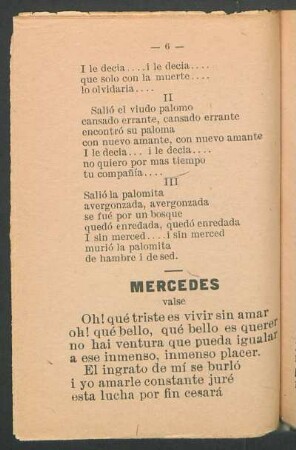 — 6 —
I le decia.... i le decia....
que solo con la muerte....
lo olvidaria....
II
Salió el viudo palomo
cansado errante, cansado errante
encontró su paloma
con nuevo amante, con nuevo amante
I le decia... i le decia....
no quiero por mas tiempo
tu compañía....
III
Salió la palomita
avergonzada, avergonzada
se fué por un bosque
quedó enredada, quedó enredada
I sin merced.... i sin merced
murió la palomita
de hambre i de sed.
MERCEDES
valse
Oh! qué triste es vivir sin amar
oh! qué bello, qué bello es querer
no hai ventura que pueda igualar
a ese inmenso, inmenso placer.
El ingrato de mí se burló
i yo amarle constante juré
esta lucha por fin cesará